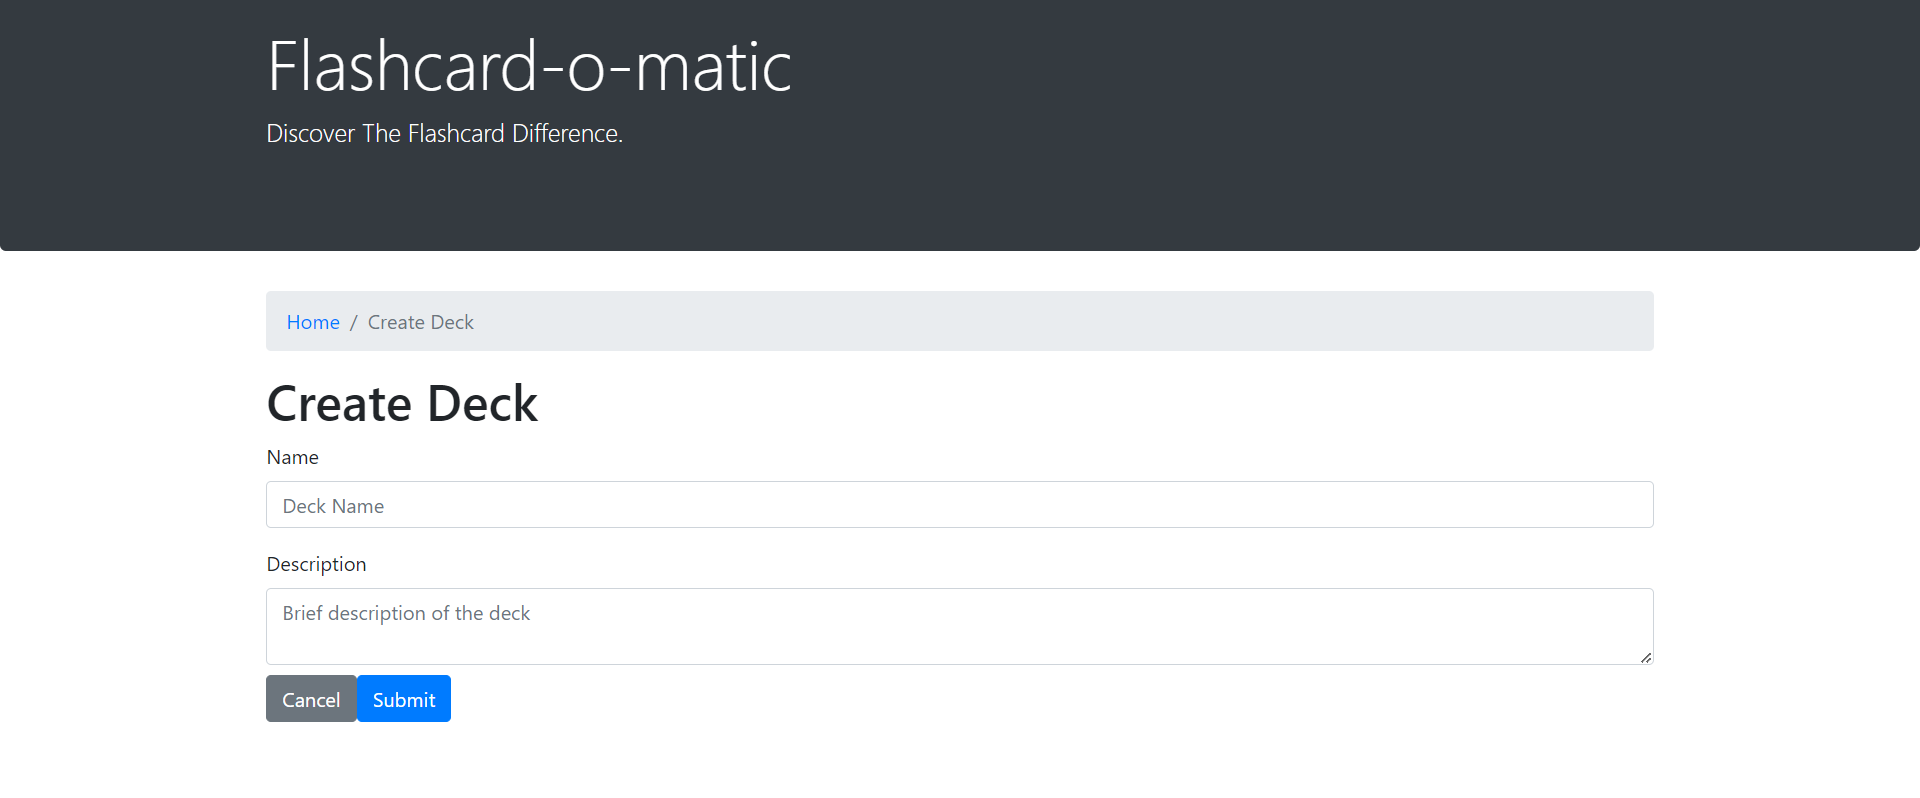 Flashcard-o-matic
Discover The Flashcard Difference.
Home / Create Deck
Create Deck
Name
Deck Name
Description
Brief description of the deck
Cancel Submit